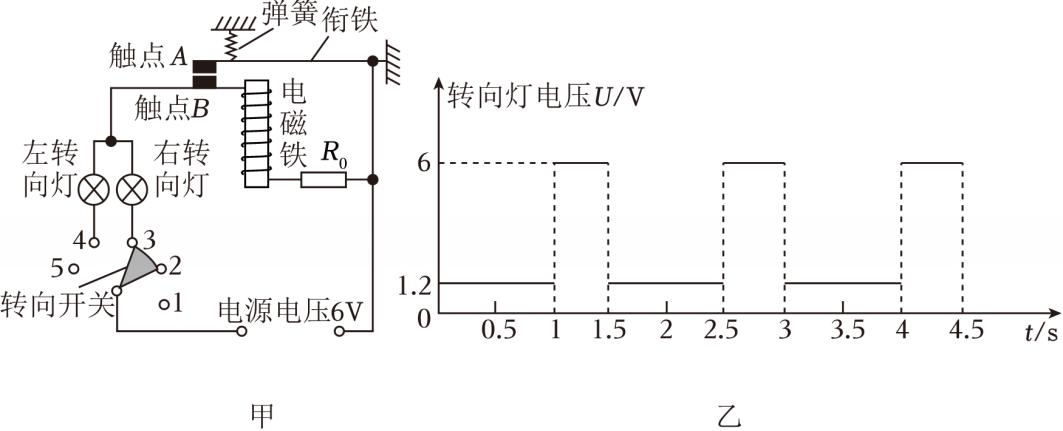 弹簧 衔铁
触点A
触点B
电磁铁
R₀
左转向灯
右转向灯
4 3
5 2
1
转向开关
电源电压6V
甲
转向灯电压U/V
6
1.2
0 0.5 1 1.5 2 2.5 3 3.5 4 4.5 t/s
乙